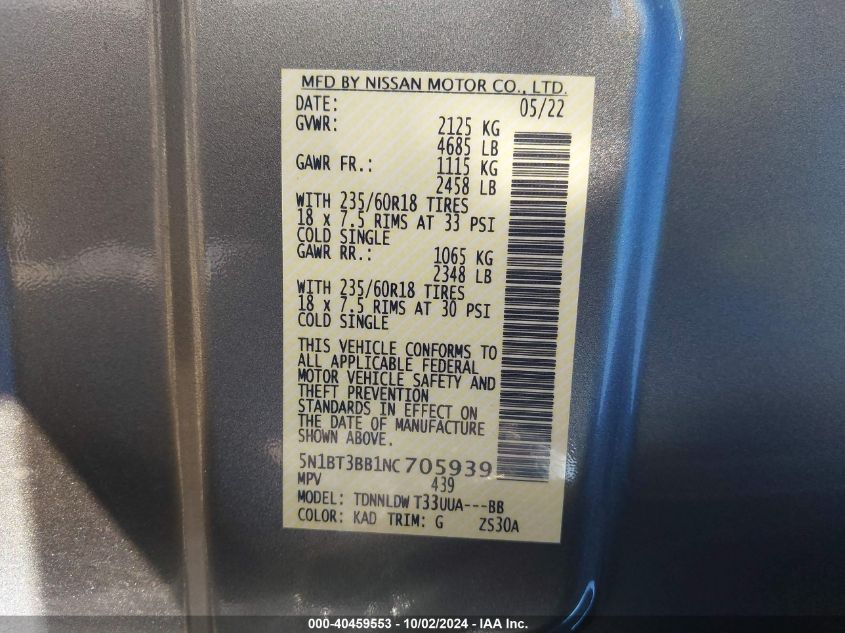 MFD BY NISSAN MOTOR CO., LTD.
DATE: 05/22
GVWR: 2125 KG
4685 LB
GAWR FR.: 1115 KG
2458 LB
WITH 235/60R18 TIRES
18 x 7.5 RIMS AT 33 PSI
COLD SINGLE
GAWR RR.: 1065 KG
2348 LB
WITH 235/60R18 TIRES
18 x 7.5 RIMS AT 30 PSI
COLD SINGLE
THIS VEHICLE CONFORMS TO
ALL APPLICABLE FEDERAL
MOTOR VEHICLE SAFETY AND
THEFT PREVENTION
STANDARDS IN EFFECT ON
THE DATE OF MANUFACTURE
SHOWN ABOVE.
5N1BT3BB1NC705939
MPV 439
MODEL: TDNNLDW T33UUA---BB
COLOR: KAD TRIM: G ZS30A
000-40459553 - 10/02/2024 - IAA Inc.